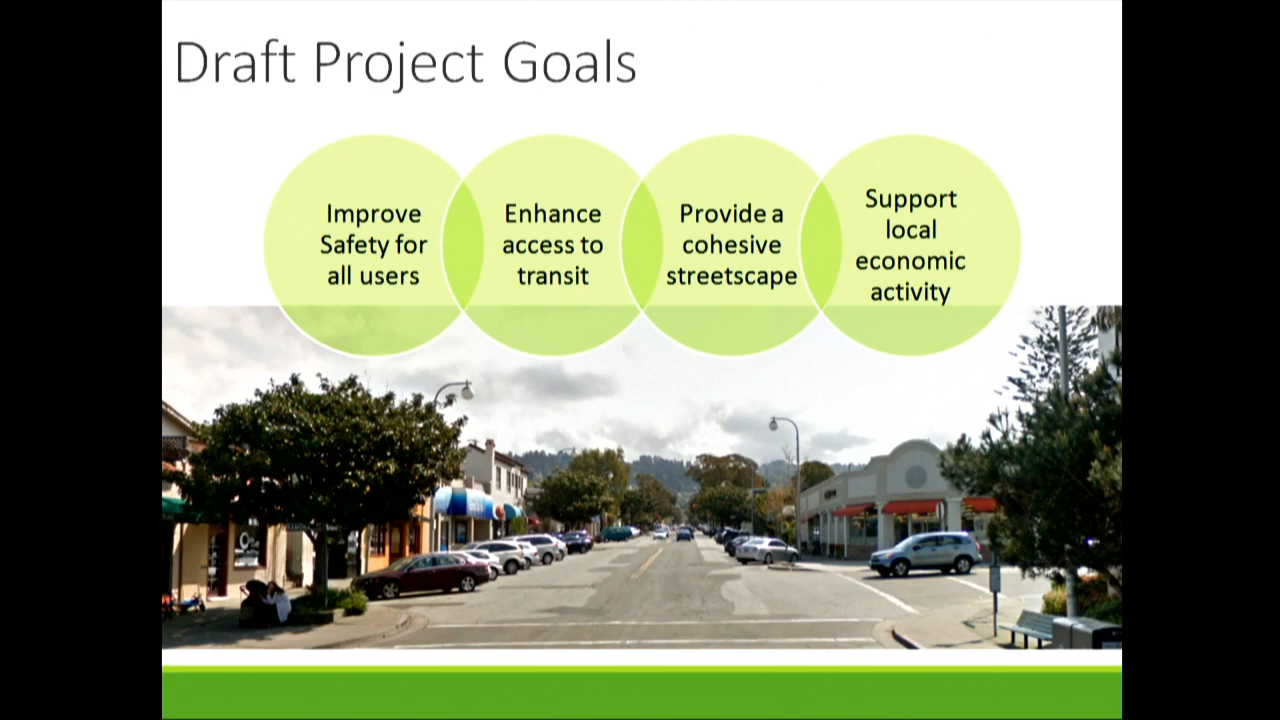 Draft Project Goals
Improve
Safety for
all users
Enhance
access to
transit
Provide a
cohesive
streetscape
Support
local
economic
activity